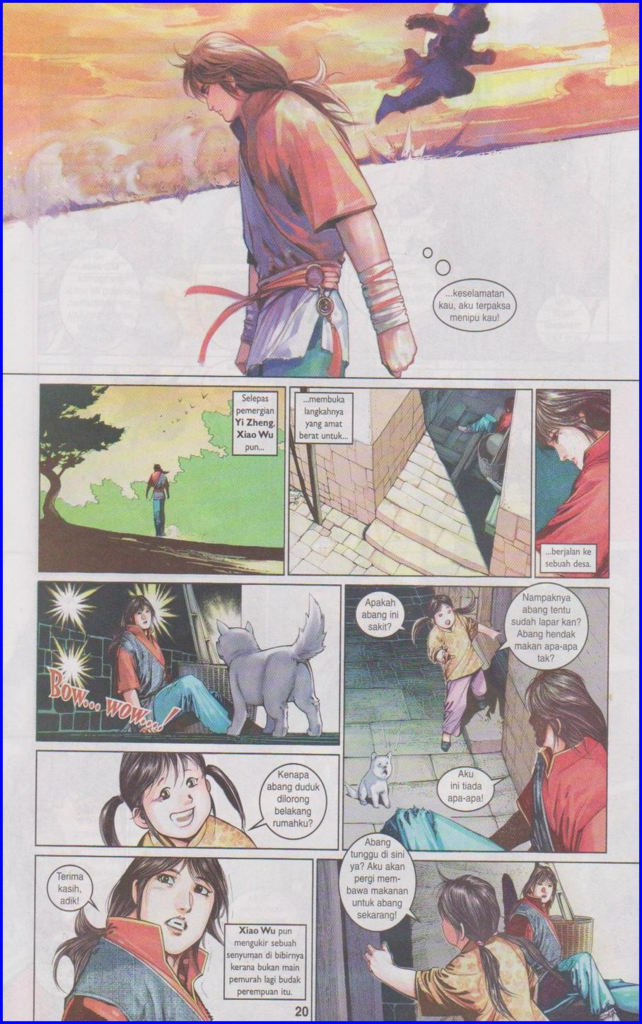 ...keselamatan
kau, aku terpaksa
menipu kau!
Selepas
pemergian
Yi Zheng,
Xiao Wu
pun...
...membuka
langkahnya
yang amat
berat untuk...
...berjalan ke
sebuah desa.
Bow... wow...!
Apakah
abang ini
sakit?
Nampaknya
abang tentu
sudah lapar kan?
Abang hendak
makan apa-apa
tak?
Aku
ini tiada
apa-apa!
Kenapa
abang duduk
dilorong
belakang
rumahku?
Terima
kasih,
adik!
Xiao Wu pun
mengukir sebuah
senyuman di bibirnya
kerana bukan main
pemurah lagi budak
perempuan itu.
Abang
tunggu di sini
ya? Aku akan
pergi mem-
bawa makanan
untuk abang
sekarang!
20